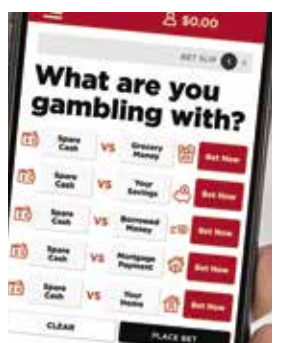 $0.00
BET SLIP
What are you
gambling with?
Spare Cash VS Grocery Money Bet Now
Spare Cash VS Your Savings Bet Now
Spare Cash VS Borrowed Money Bet Now
Spare Cash VS Mortgage Payment Bet Now
Spare Cash VS Your Home Bet Now
CLEAR PLACE BET